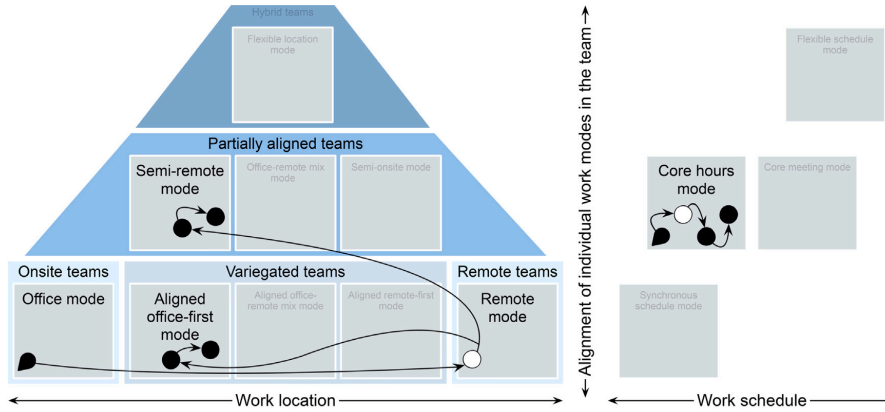 Hybrid teams
Flexible location
mode
Partially aligned teams
Semi-remote
mode
Office-remote mix
mode
Semi-onsite mode
Onsite teams
Variegated teams
Remote teams
Office mode
Aligned
office-first
mode
Aligned office-
remote mix mode
Aligned remote-first
mode
Remote
mode
Work location
Alignment of individual work modes in the team
Flexible schedule
mode
Core hours
mode
Core meeting mode
Synchronous
schedule mode
Work schedule